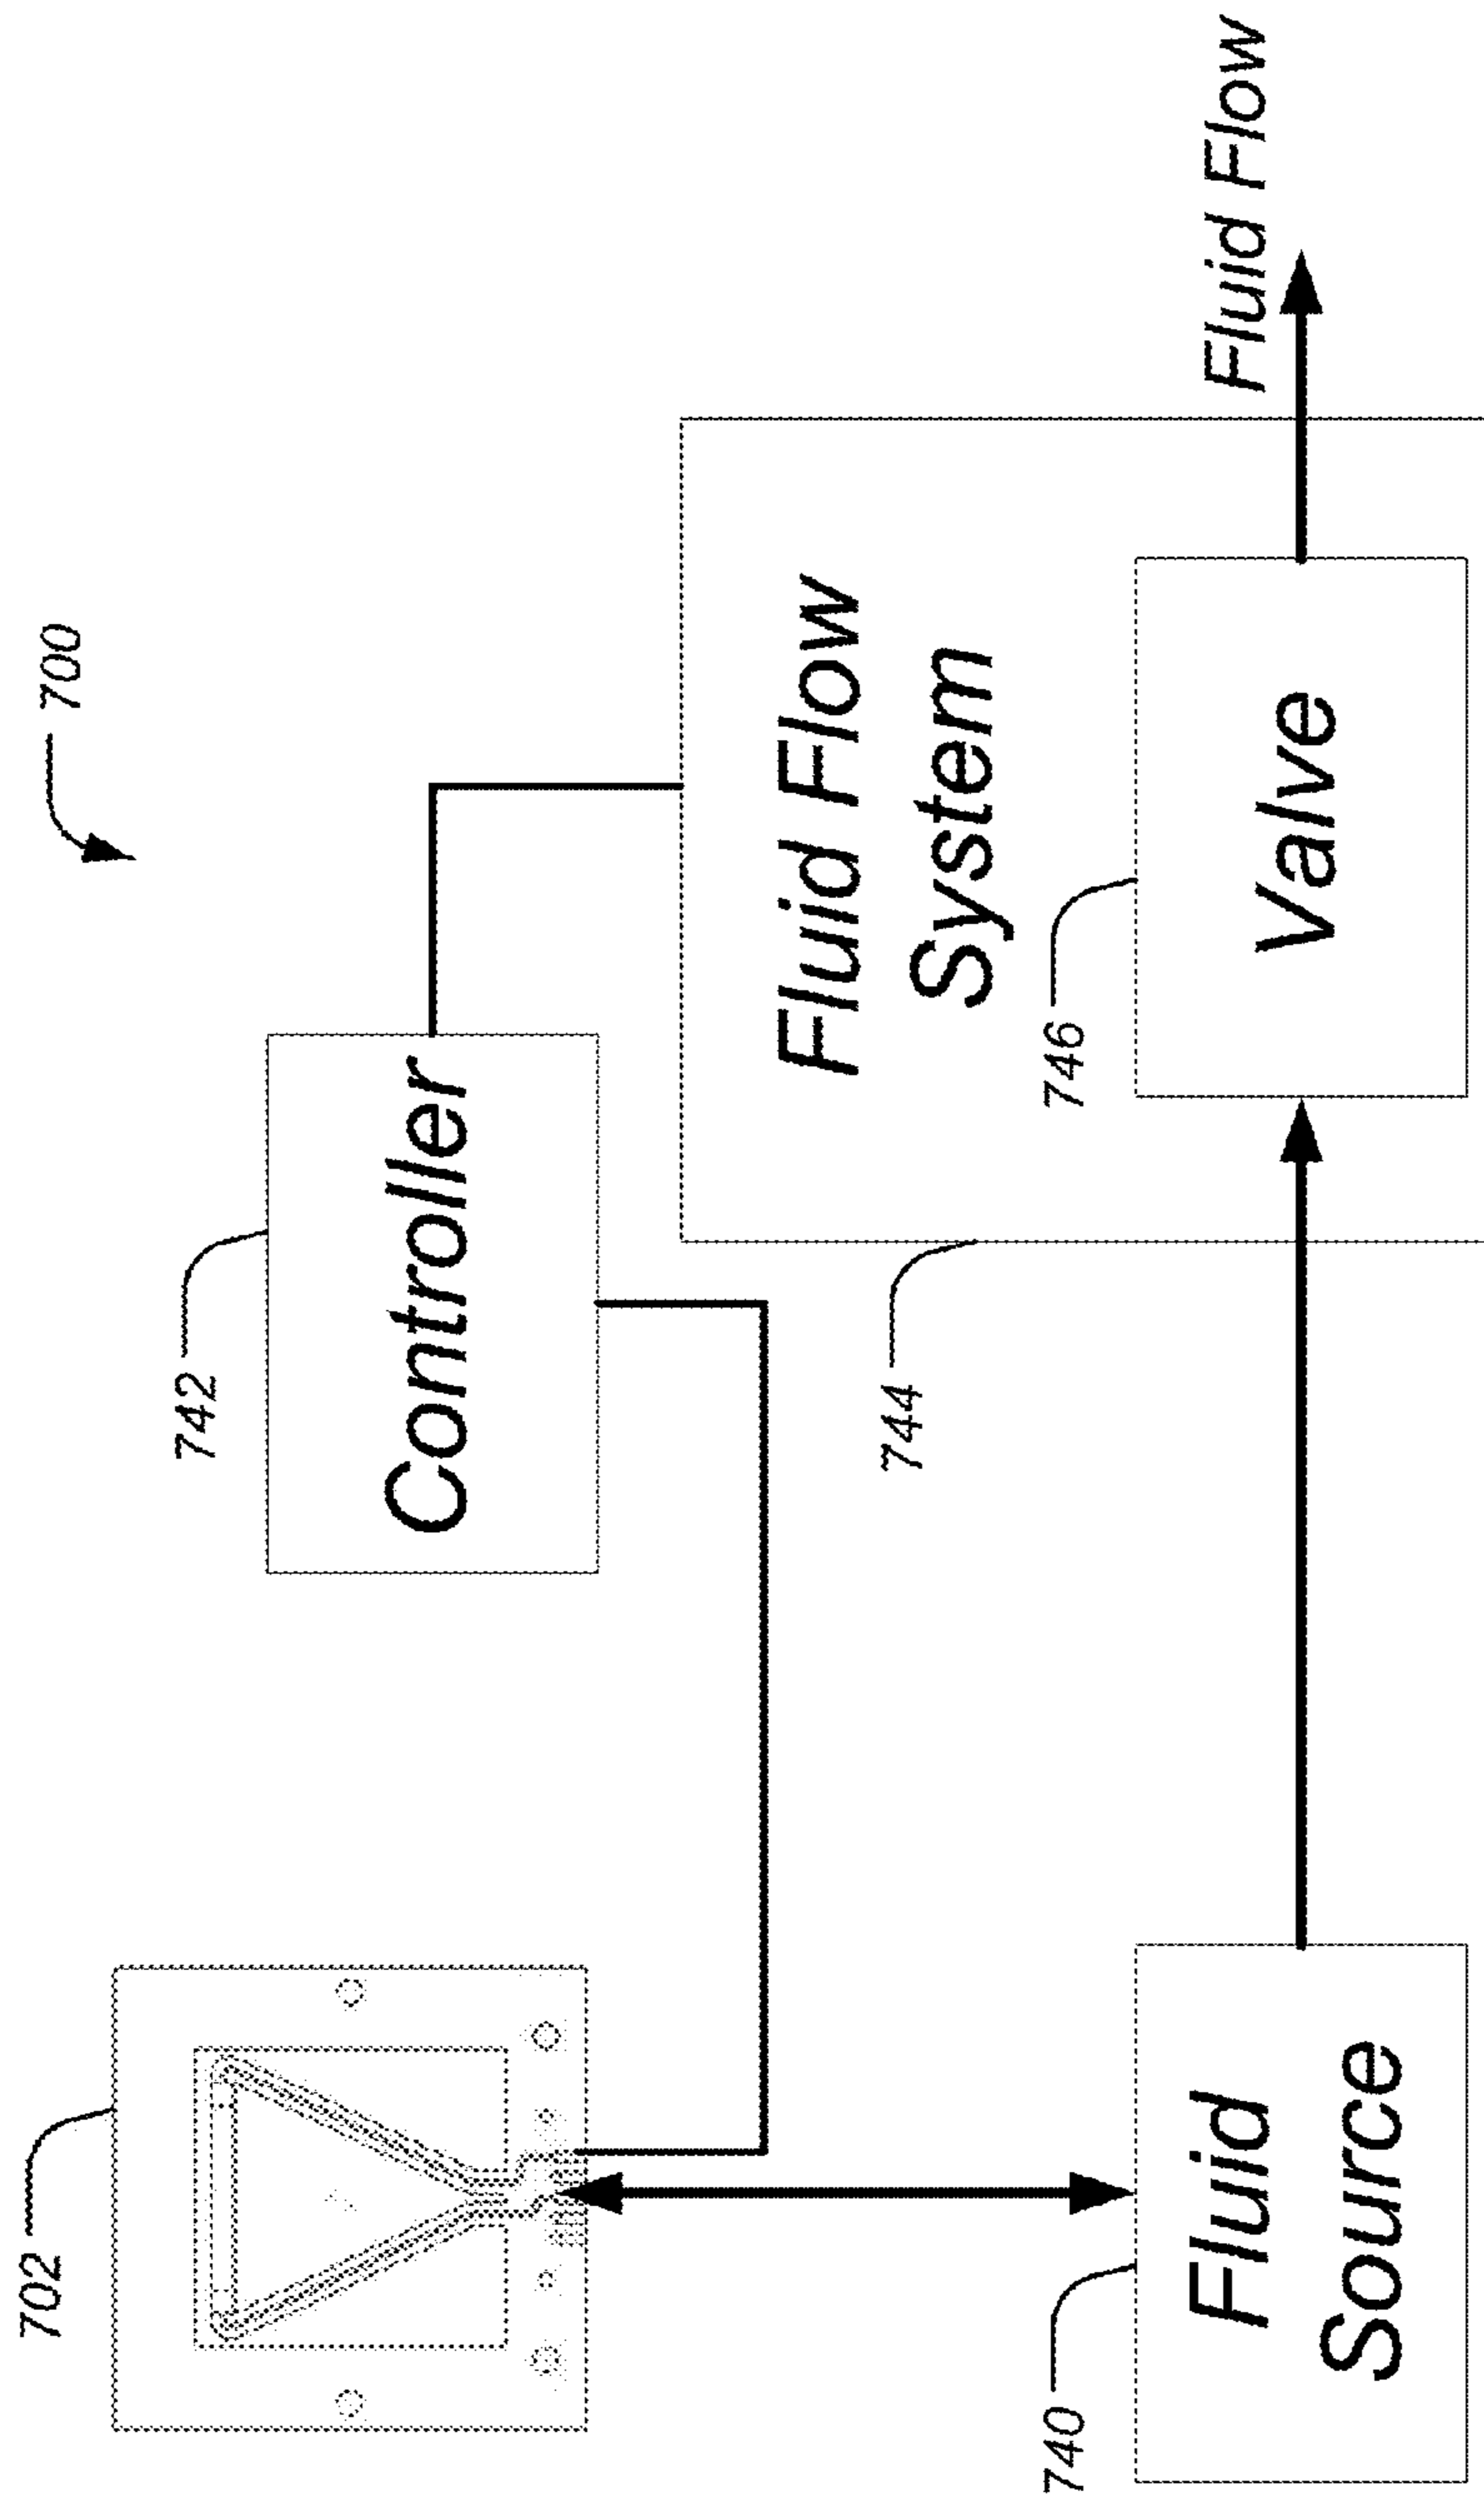 700
702
742
Controller
Fluid Flow
System
744
746
Valve
Fluid Flow
740
Fluid
Source